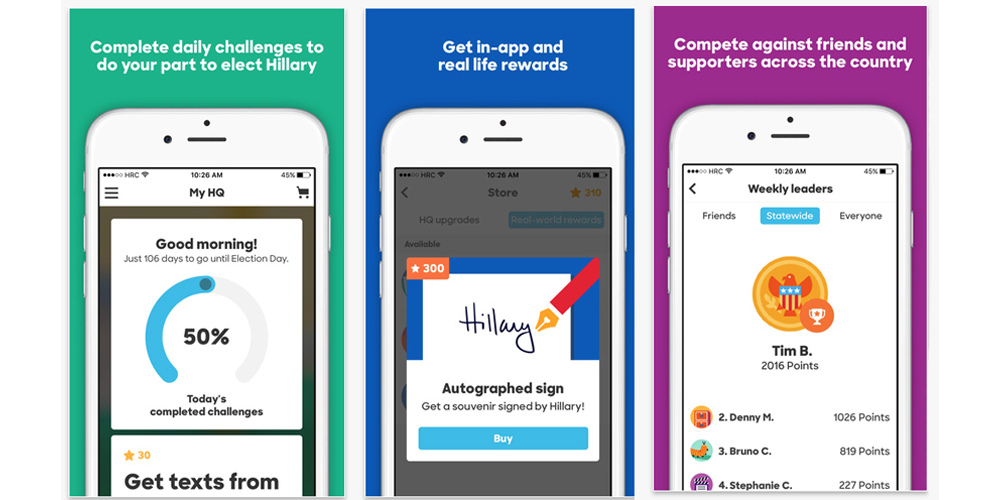 Complete daily challenges to
do your part to elect Hillary
HRC
10:26 AM
45%
My HQ
Good morning!
Just 106 days to go until Election Day.
50%
Today's
completed challenges
30
Get texts from
Get in-app and
real life rewards
HRC
10:26 AM
45%
Store
310
HQ upgrades
Real-world rewards
Available
300
Hillary
Autographed sign
Get a souvenir signed by Hillary!
Buy
Compete against friends and
supporters across the country
HRC
10:26 AM
45%
Weekly leaders
Friends
Statewide
Everyone
Tim B.
2016 Points
2. Denny M.
1026 Points
3. Bruno C.
819 Points
4. Stephanie C.
227 Points